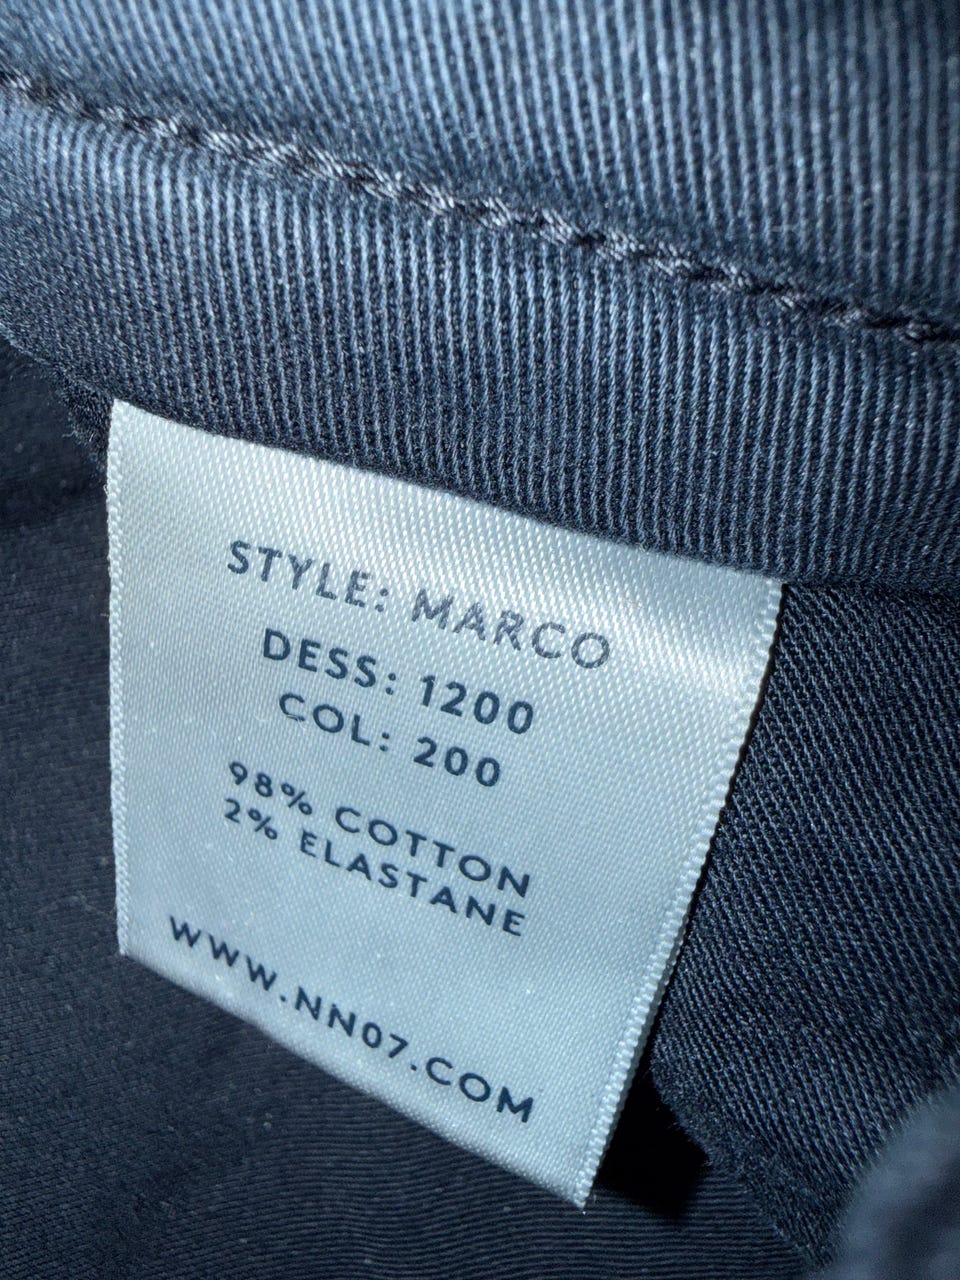 STYLE: MARCO
DESS: 1200
COL: 200
98% COTTON
2% ELASTANE
WWW.NN07.COM